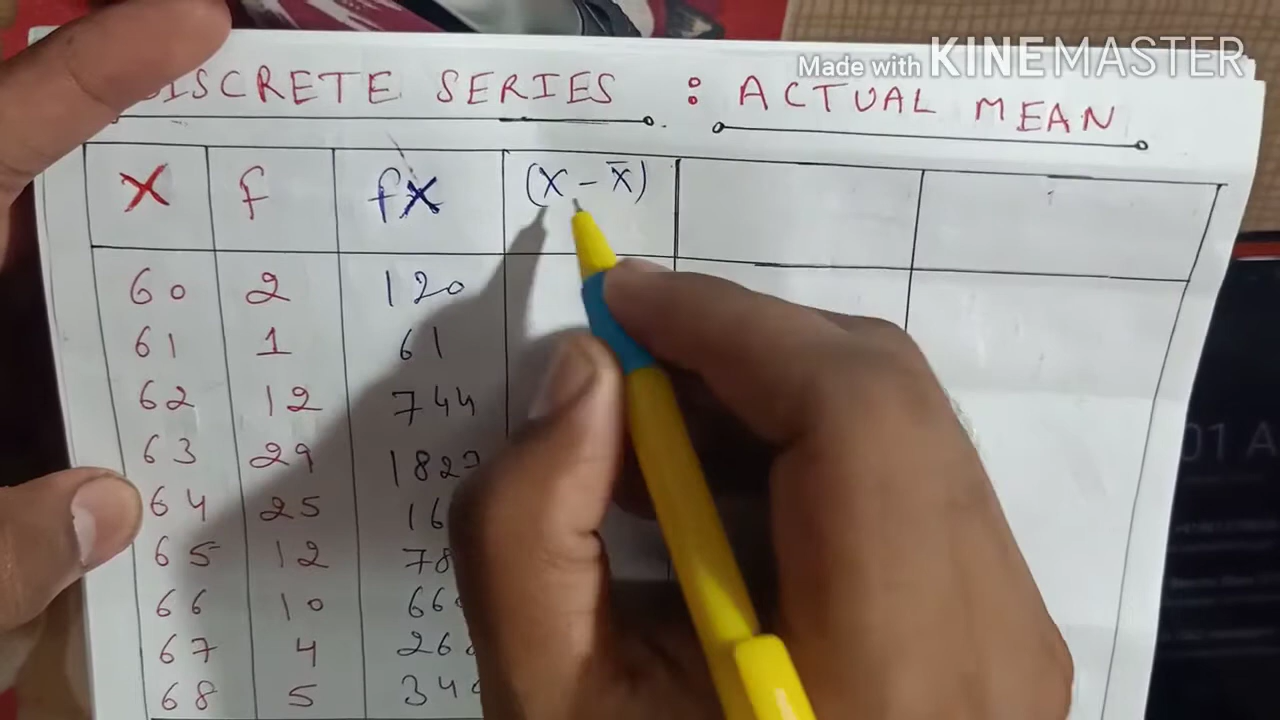 Made with KINEMASTER
DISCRETE SERIES : ACTUAL MEAN
X f fX (X - X̄)
60 2 120
61 1 61
62 12 744
63 29
64 25
65 12
66 10
67 4
68 5